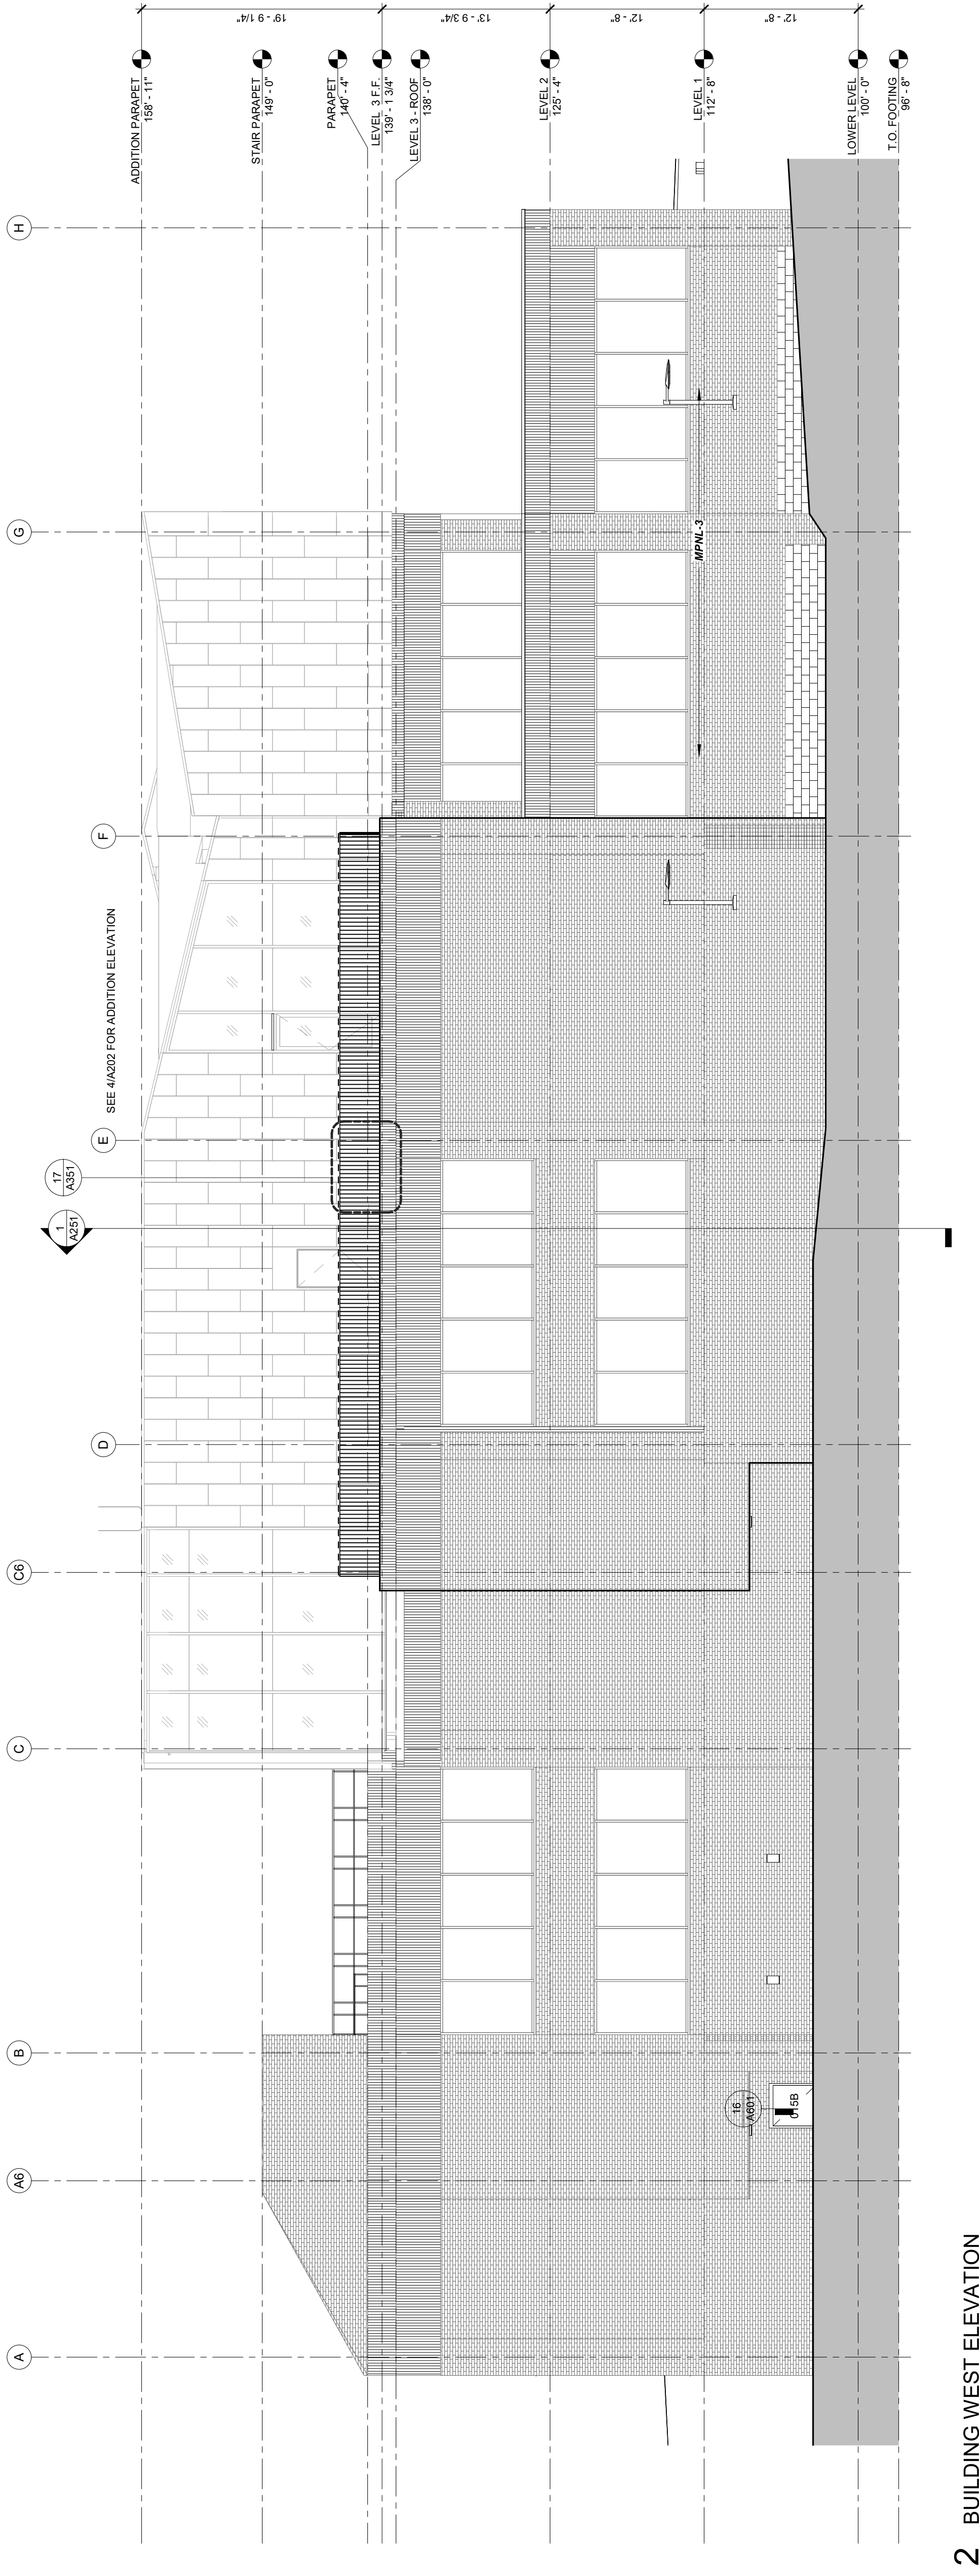 A
A6
B
C
C6
D
E
F
G
H
17
A351
1
A251
SEE 4/A202 FOR ADDITION ELEVATION
ADDITION PARAPET
158' - 11"
STAIR PARAPET
149' - 0"
PARAPET
140' - 4"
LEVEL 3 F.F.
139' - 1 3/4"
LEVEL 3 - ROOF
138' - 0"
LEVEL 2
125' - 4"
LEVEL 1
112' - 8"
LOWER LEVEL
100' - 0"
T.O. FOOTING
96' - 8"
19' - 9 1/4"
13' - 9 3/4"
12' - 8"
12' - 8"
MPNL-3
16
A601
015B
2 BUILDING WEST ELEVATION